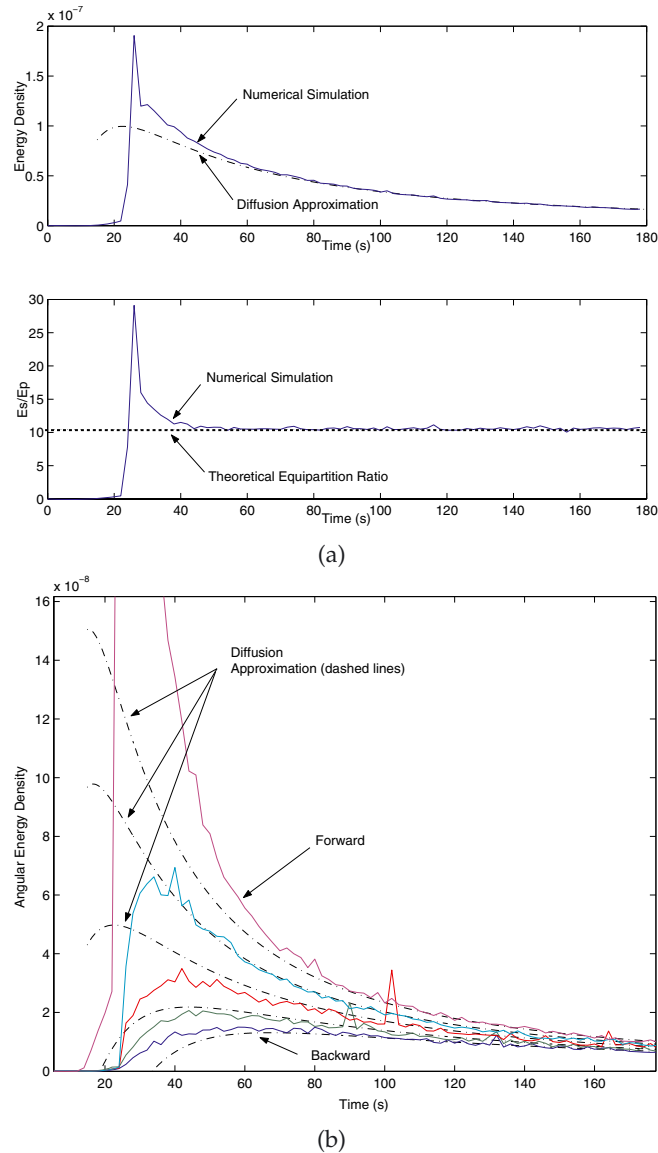 x 10⁻⁷
2
1.5
1
0.5
0
Energy Density
Numerical Simulation
Diffusion Approximation
0 20 40 60 80 100 120 140 160 180
Time (s)
30
25
20
15
10
5
0
Es/Ep
Numerical Simulation
Theoretical Equipartition Ratio
0 20 40 60 80 100 120 140 160 180
Time (s)
(a)
x 10⁻⁸
16
14
12
10
8
6
4
2
0
Angular Energy Density
Diffusion
Approximation (dashed lines)
Forward
Backward
20 40 60 80 100 120 140 160
Time (s)
(b)